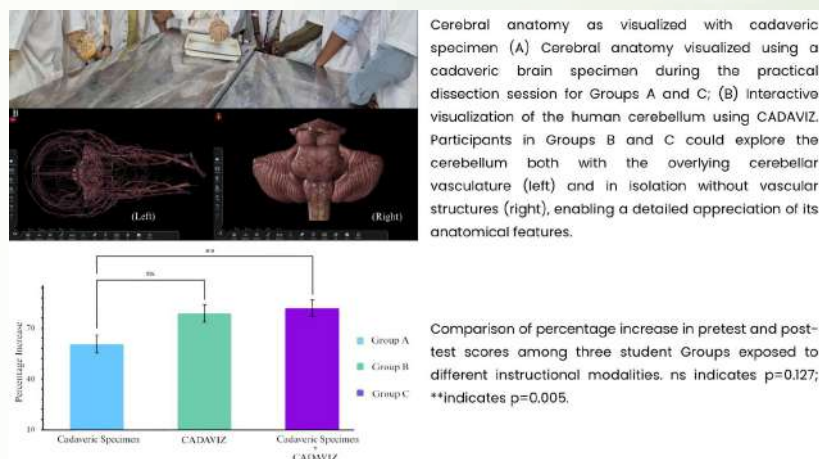 Cerebral anatomy as visualized with cadaveric
specimen (A) Cerebral anatomy visualized using a
cadaveric brain specimen during the practical
dissection session for Groups A and C; (B) Interactive
visualization of the human cerebellum using CADAVIZ.
Participants in Groups B and C could explore the
cerebellum both with the overlying cerebellar
vasculature (left) and in isolation without vascular
structures (right), enabling a detailed appreciation of its
anatomical features.
B
(Left)
(Right)
**
ns
Percentage Increase
70
40
10
Group A
Group B
Group C
Cadaveric Specimen
CADAVIZ
Cadaveric Specimen
+
CADAVIZ
Comparison of percentage increase in pretest and post-
test scores among three student Groups exposed to
different instructional modalities. ns indicates p=0.127;
**indicates p=0.005.